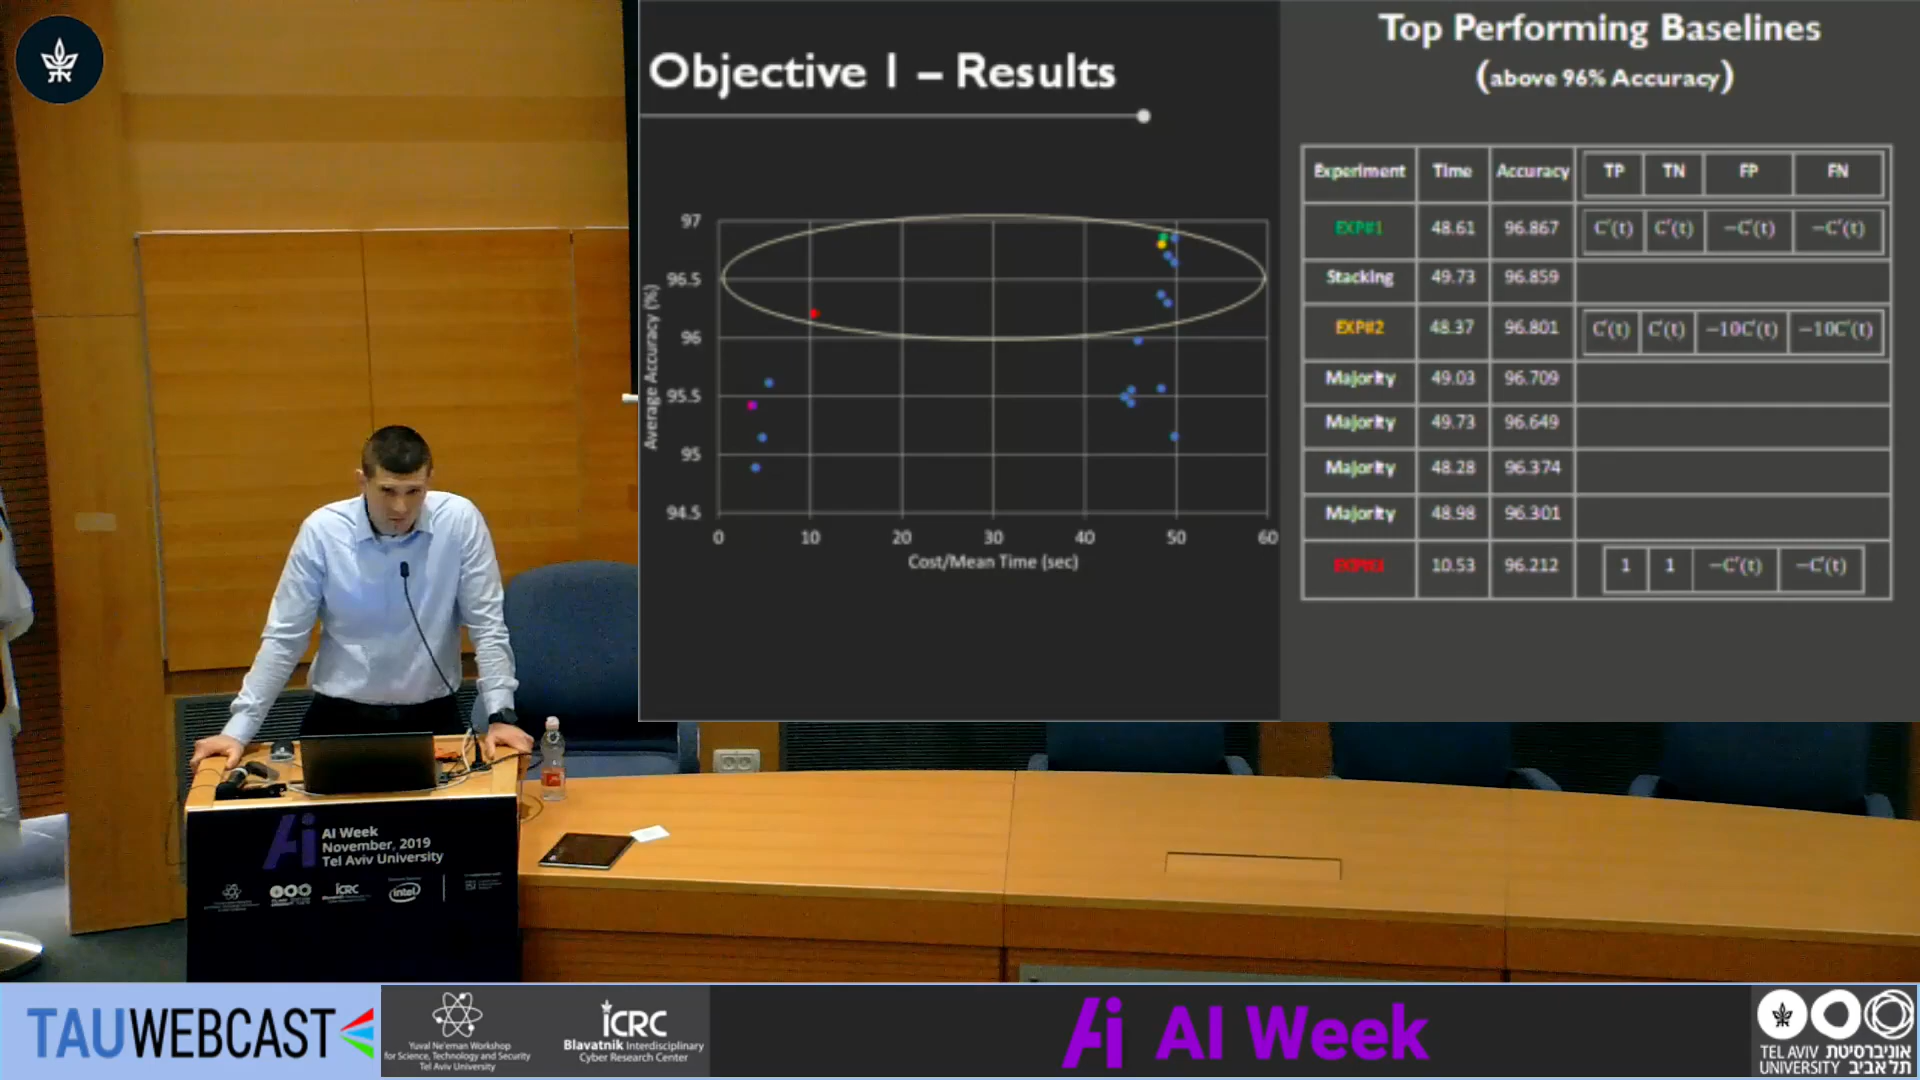 Objective 1 – Results
97
96.5
96
95.5
95
94.5
0 10 20 30 40 50 60
Average Accuracy (%)
Cost/Mean Time (sec)
Top Performing Baselines
(above 96% Accuracy)
Experiment Time Accuracy TP TN FP FN
EXP#1 48.61 96.867 C'(t) C'(t) −C'(t) −C'(t)
Stacking 49.73 96.859
EXP#2 48.37 96.801 C'(t) C'(t) −10C'(t) −10C'(t)
Majority 49.03 96.709
Majority 49.73 96.649
Majority 48.28 96.374
Majority 48.98 96.301
10.53 96.212 1 1 −C'(t) −C'(t)
Ai
AI Week
November, 2019
Tel Aviv University
ICRC
intel
TAUWEBCAST
Yuval Ne'eman Workshop
for Science, Technology and Security
Tel Aviv University
ICRC
Blavatnik Interdisciplinary
Cyber Research Center
Ai AI Week
TEL AVIV אוניברסיטת
UNIVERSITY תל אביב